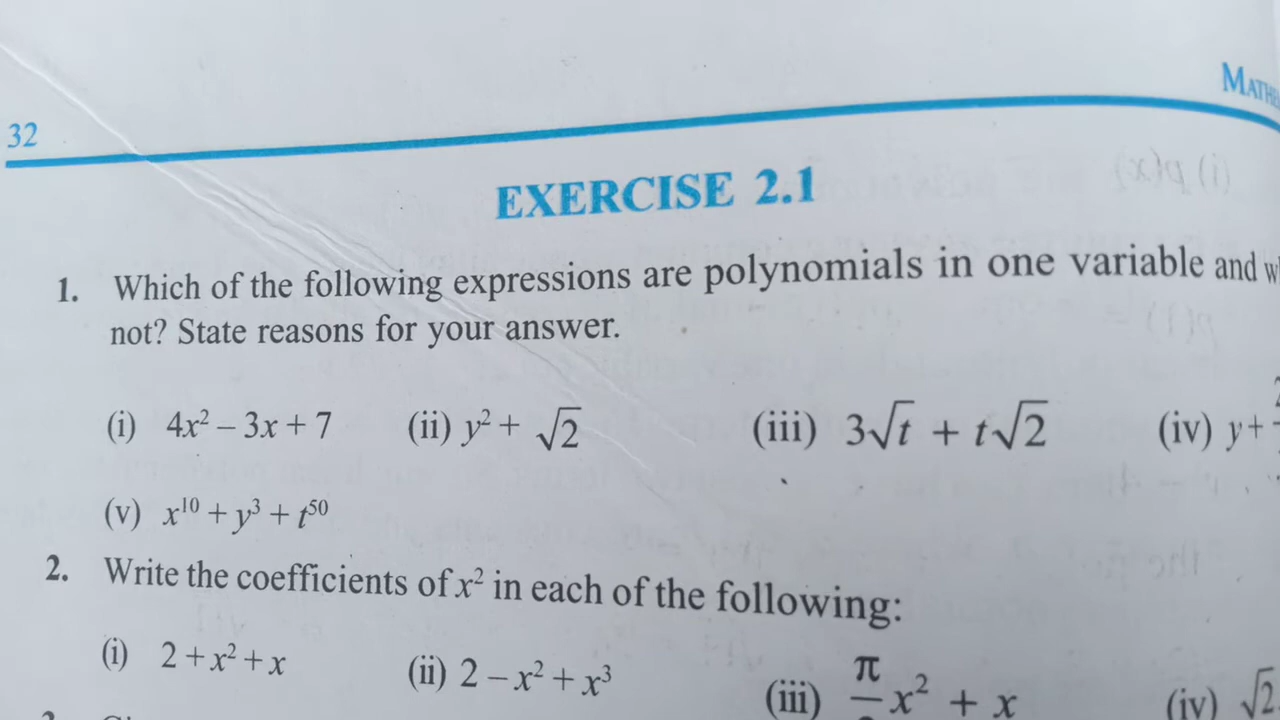 32
EXERCISE 2.1
1. Which of the following expressions are polynomials in one variable and
not? State reasons for your answer.
(i) 4x² – 3x + 7 (ii) y² + √2 (iii) 3√t + t√2 (iv) y +
(v) x¹⁰ + y³ + t⁵⁰
2. Write the coefficients of x² in each of the following:
(i) 2 + x² + x (ii) 2 – x² + x³ (iii) π x² + x (iv) √2